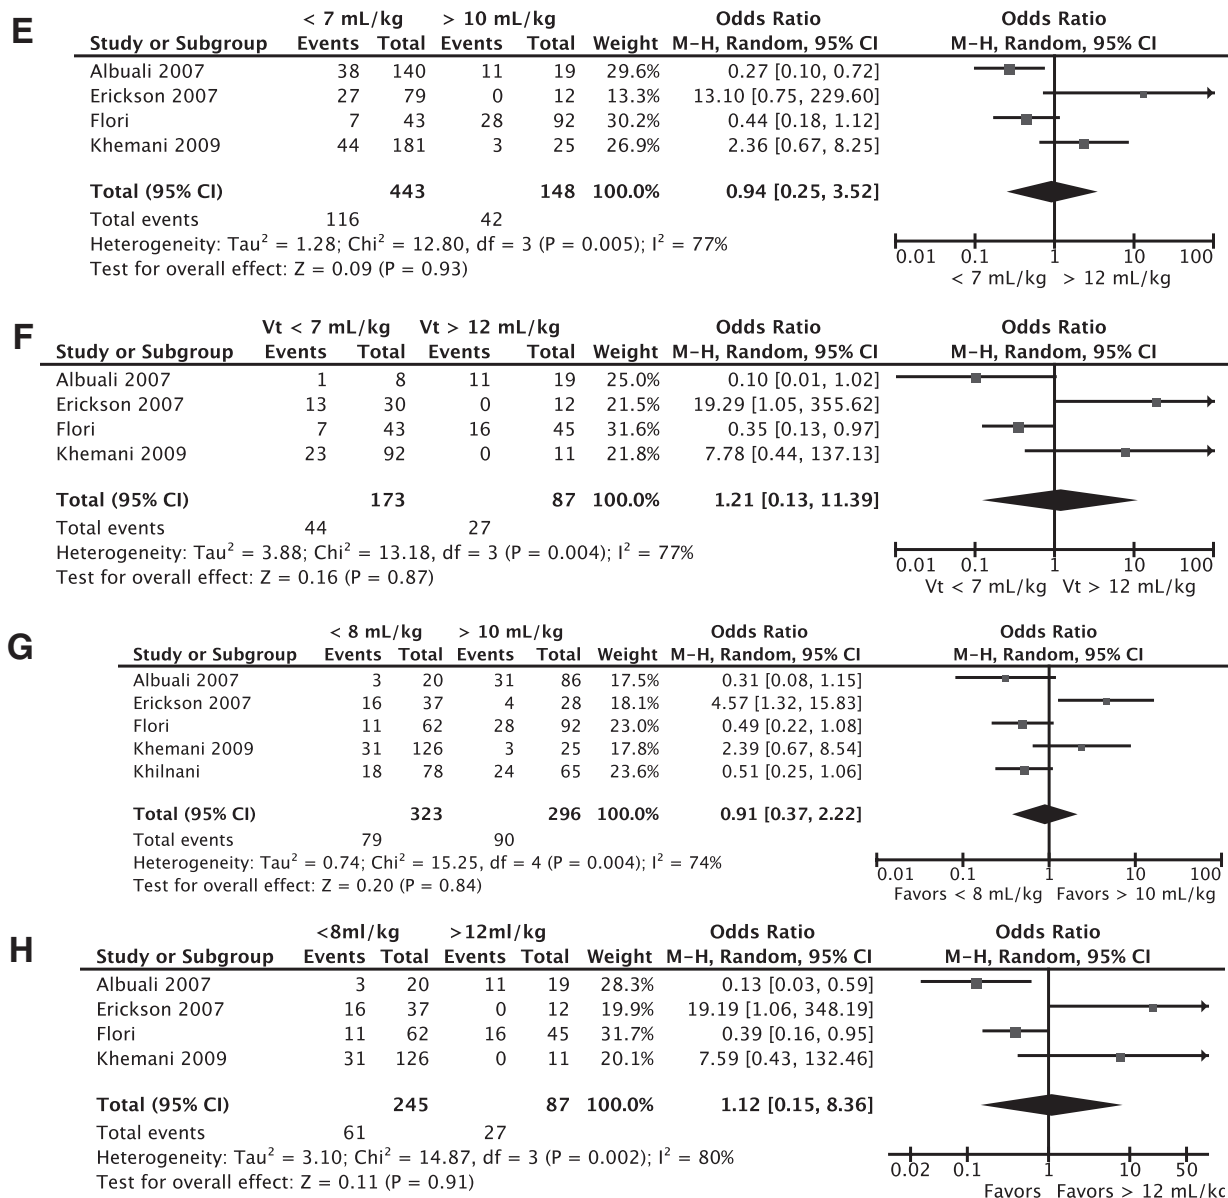 E
< 7 mL/kg > 10 mL/kg Odds Ratio Odds Ratio
Study or Subgroup Events Total Events Total Weight M-H, Random, 95% CI M-H, Random, 95% CI
Albuali 2007 38 140 11 19 29.6% 0.27 [0.10, 0.72]
Erickson 2007 27 79 0 12 13.3% 13.10 [0.75, 229.60]
Flori 7 43 28 92 30.2% 0.44 [0.18, 1.12]
Khemani 2009 44 181 3 25 26.9% 2.36 [0.67, 8.25]
Total (95% CI) 443 148 100.0% 0.94 [0.25, 3.52]
Total events 116 42
Heterogeneity: Tau² = 1.28; Chi² = 12.80, df = 3 (P = 0.005); I² = 77%
Test for overall effect: Z = 0.09 (P = 0.93)
0.01 0.1 1 10 100
< 7 mL/kg > 12 mL/kg
F
Vt < 7 mL/kg Vt > 12 mL/kg Odds Ratio Odds Ratio
Study or Subgroup Events Total Events Total Weight M-H, Random, 95% CI M-H, Random, 95% CI
Albuali 2007 1 8 11 19 25.0% 0.10 [0.01, 1.02]
Erickson 2007 13 30 0 12 21.5% 19.29 [1.05, 355.62]
Flori 7 43 16 45 31.6% 0.35 [0.13, 0.97]
Khemani 2009 23 92 0 11 21.8% 7.78 [0.44, 137.13]
Total (95% CI) 173 87 100.0% 1.21 [0.13, 11.39]
Total events 44 27
Heterogeneity: Tau² = 3.88; Chi² = 13.18, df = 3 (P = 0.004); I² = 77%
Test for overall effect: Z = 0.16 (P = 0.87)
0.01 0.1 1 10 100
Vt < 7 mL/kg Vt > 12 mL/kg
G
< 8 mL/kg > 10 mL/kg Odds Ratio Odds Ratio
Study or Subgroup Events Total Events Total Weight M-H, Random, 95% CI M-H, Random, 95% CI
Albuali 2007 3 20 31 86 17.5% 0.31 [0.08, 1.15]
Erickson 2007 16 37 4 28 18.1% 4.57 [1.32, 15.83]
Flori 11 62 28 92 23.0% 0.49 [0.22, 1.08]
Khemani 2009 31 126 3 25 17.8% 2.39 [0.67, 8.54]
Khilnani 18 78 24 65 23.6% 0.51 [0.25, 1.06]
Total (95% CI) 323 296 100.0% 0.91 [0.37, 2.22]
Total events 79 90
Heterogeneity: Tau² = 0.74; Chi² = 15.25, df = 4 (P = 0.004); I² = 74%
Test for overall effect: Z = 0.20 (P = 0.84)
0.01 0.1 1 10 100
Favors < 8 mL/kg Favors > 10 mL/kg
H
<8ml/kg >12ml/kg Odds Ratio Odds Ratio
Study or Subgroup Events Total Events Total Weight M-H, Random, 95% CI M-H, Random, 95% CI
Albuali 2007 3 20 11 19 28.3% 0.13 [0.03, 0.59]
Erickson 2007 16 37 0 12 19.9% 19.19 [1.06, 348.19]
Flori 11 62 16 45 31.7% 0.39 [0.16, 0.95]
Khemani 2009 31 126 0 11 20.1% 7.59 [0.43, 132.46]
Total (95% CI) 245 87 100.0% 1.12 [0.15, 8.36]
Total events 61 27
Heterogeneity: Tau² = 3.10; Chi² = 14.87, df = 3 (P = 0.002); I² = 80%
Test for overall effect: Z = 0.11 (P = 0.91)
0.02 0.1 1 10 50
Favors Favors > 12 mL/kg